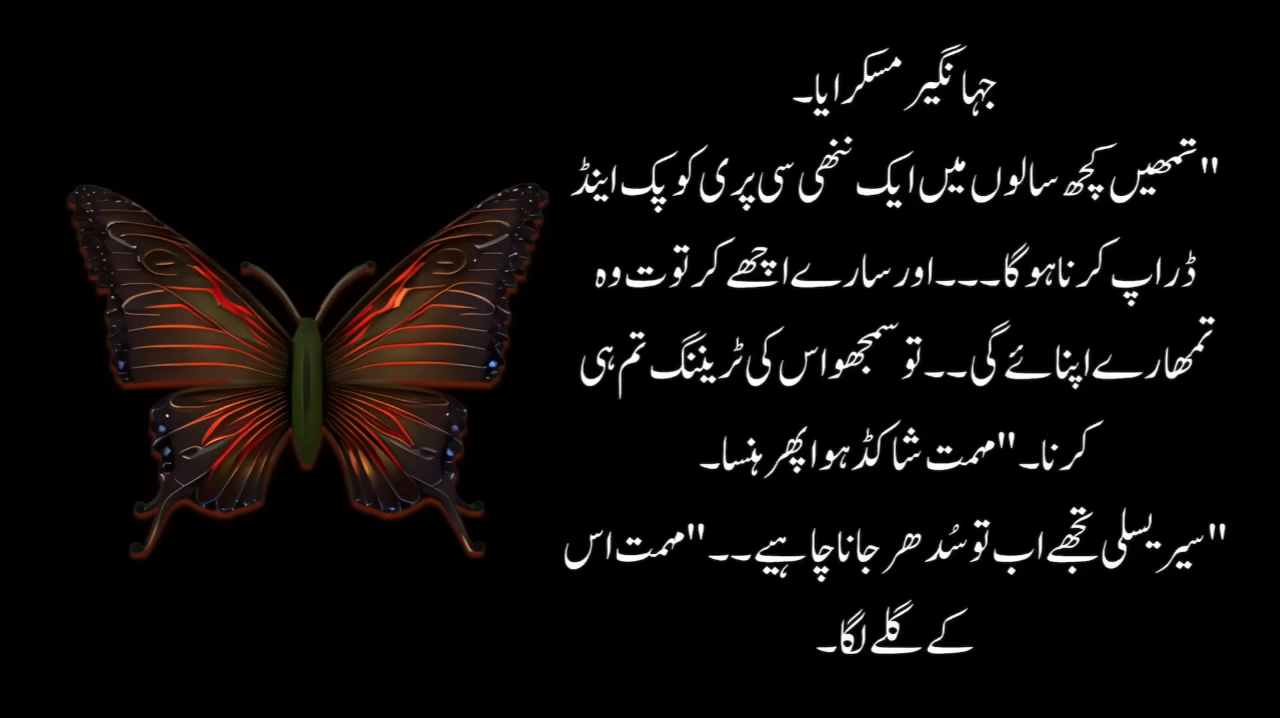 جہانگیر مسکرایا۔
"تمھیں کچھ سالوں میں ایک ننھی سی پری کو پک اینڈ
ڈراپ کرنا ہو گا۔۔۔اور سارے اچھے کرتوت وہ
تمھارے اپنائے گی۔۔تو سمجھو اس کی ٹریننگ تم ہی
کرنا۔"مہمت شاکڈ ہوا پھر ہنسا۔
"سیریسلی تجھے اب تو سُدھر جانا چاہیے۔۔"مہمت اس
کے گلے لگا۔